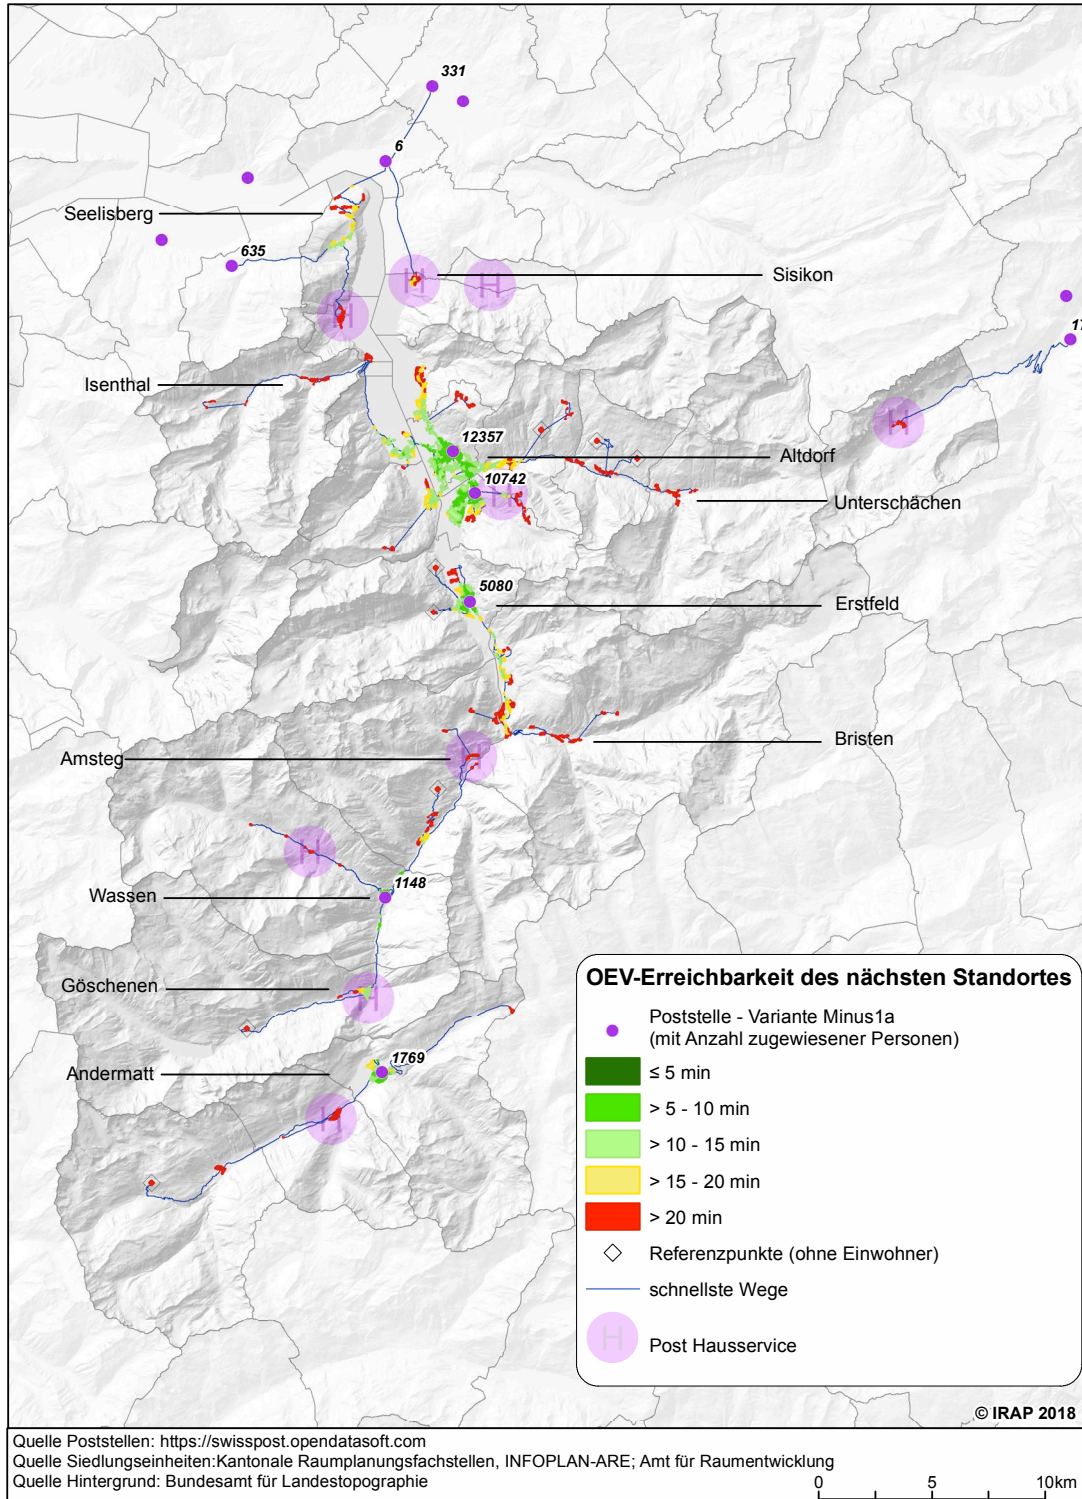 331
6
Seelisberg
635
H
H
Sisikon
H
17
Isenthal
H
12357
Altdorf
10742
H
Unterschächen
5080
Erstfeld
Bristen
Amsteg
H
H
Wassen
1148
Göschenen
H
1769
Andermatt
H
OEV-Erreichbarkeit des nächsten Standortes
Poststelle - Variante Minus1a
(mit Anzahl zugewiesener Personen)
≤ 5 min
> 5 - 10 min
> 10 - 15 min
> 15 - 20 min
> 20 min
Referenzpunkte (ohne Einwohner)
schnellste Wege
H
Post Hausservice
© IRAP 2018
Quelle Poststellen: https://swisspost.opendatasoft.com
Quelle Siedlungseinheiten:Kantonale Raumplanungsfachstellen, INFOPLAN-ARE; Amt für Raumentwicklung
Quelle Hintergrund: Bundesamt für Landestopographie
0 5 10km